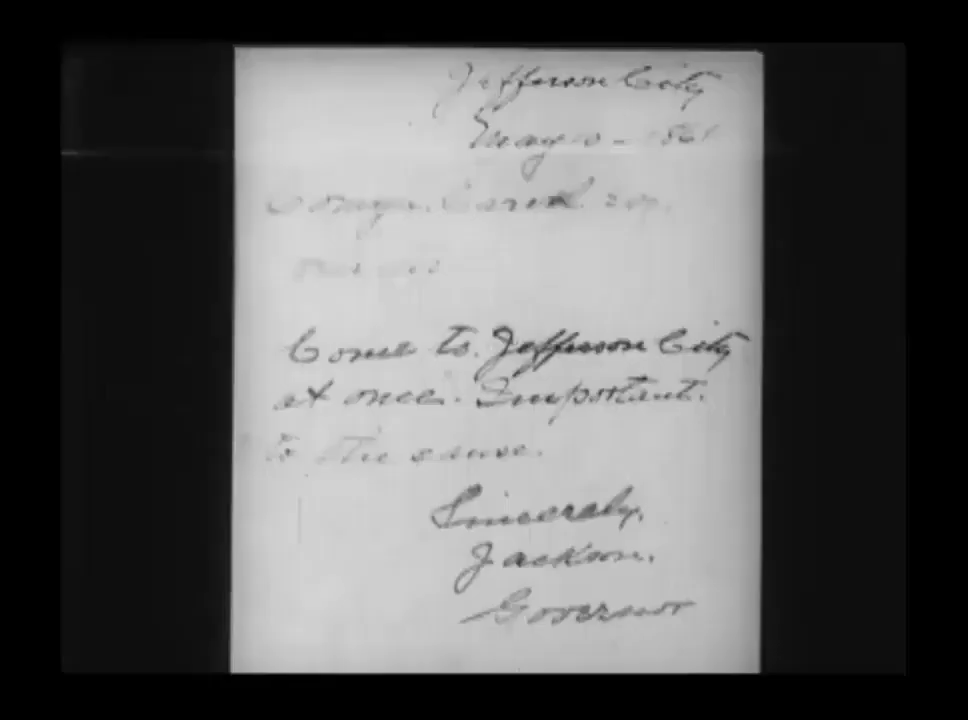 Jefferson City
May 10 - 1861
Come to Jefferson City
at once. Important.
to the cause.
Sincerely,
Jackson.
Governor